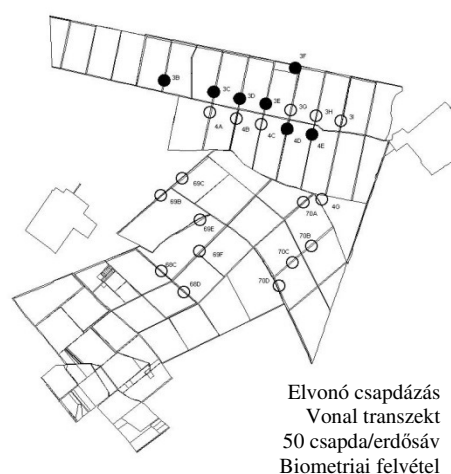 3F
3B
3C
3D
3E
3G
3H
3I
4A
4B
4C
4D
4E
69C
69B
70A
4G
69E
70B
69F
70C
68C
70D
68D
Elvonó csapdázás
Vonal transzekt
50 csapda/erdősáv
Biometriai felvétel